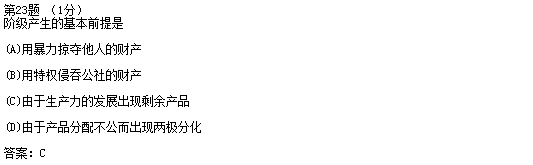 第23题 （1分）
阶级产生的基本前提是
(A)用暴力掠夺他人的财产
(B)用特权侵吞公社的财产
(C)由于生产力的发展出现剩余产品
(D)由于产品分配不公而出现两极分化
答案：C